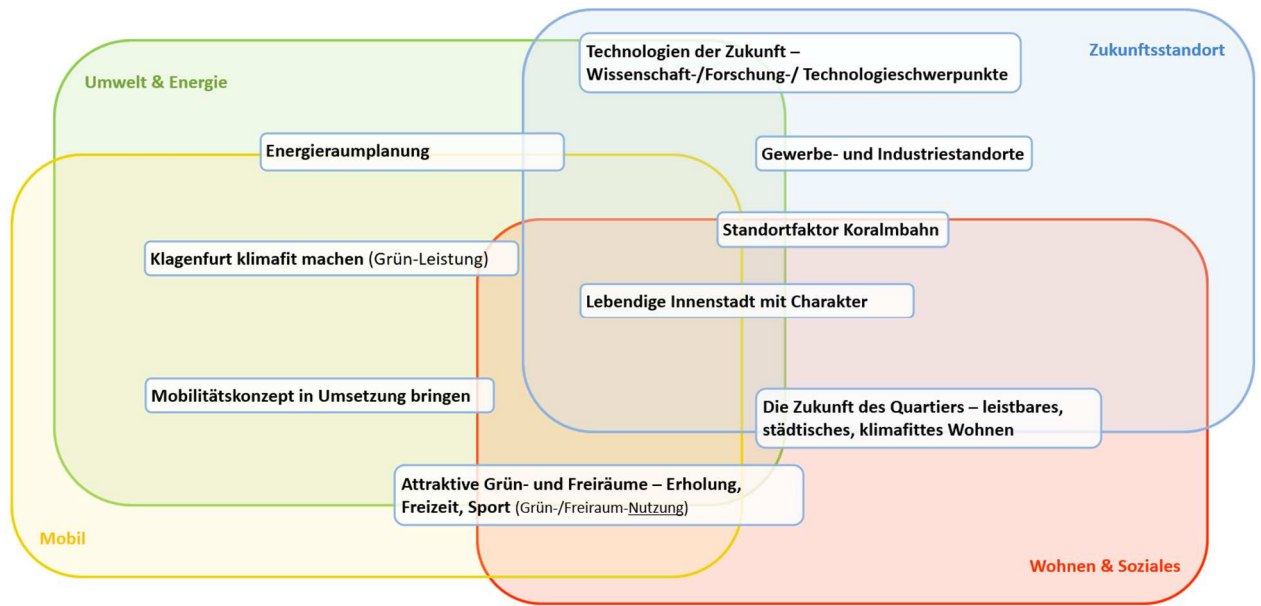 Technologien der Zukunft –
Wissenschaft-/Forschung-/ Technologieschwerpunkte
Zukunftsstandort
Umwelt & Energie
Energieraumplanung
Gewerbe- und Industriestandorte
Standortfaktor Koralmbahn
Klagenfurt klimafit machen (Grün-Leistung)
Lebendige Innenstadt mit Charakter
Mobilitätskonzept in Umsetzung bringen
Die Zukunft des Quartiers – leistbares,
städtisches, klimafittes Wohnen
Attraktive Grün- und Freiräume – Erholung,
Freizeit, Sport (Grün-/Freiraum-Nutzung)
Mobil
Wohnen & Soziales